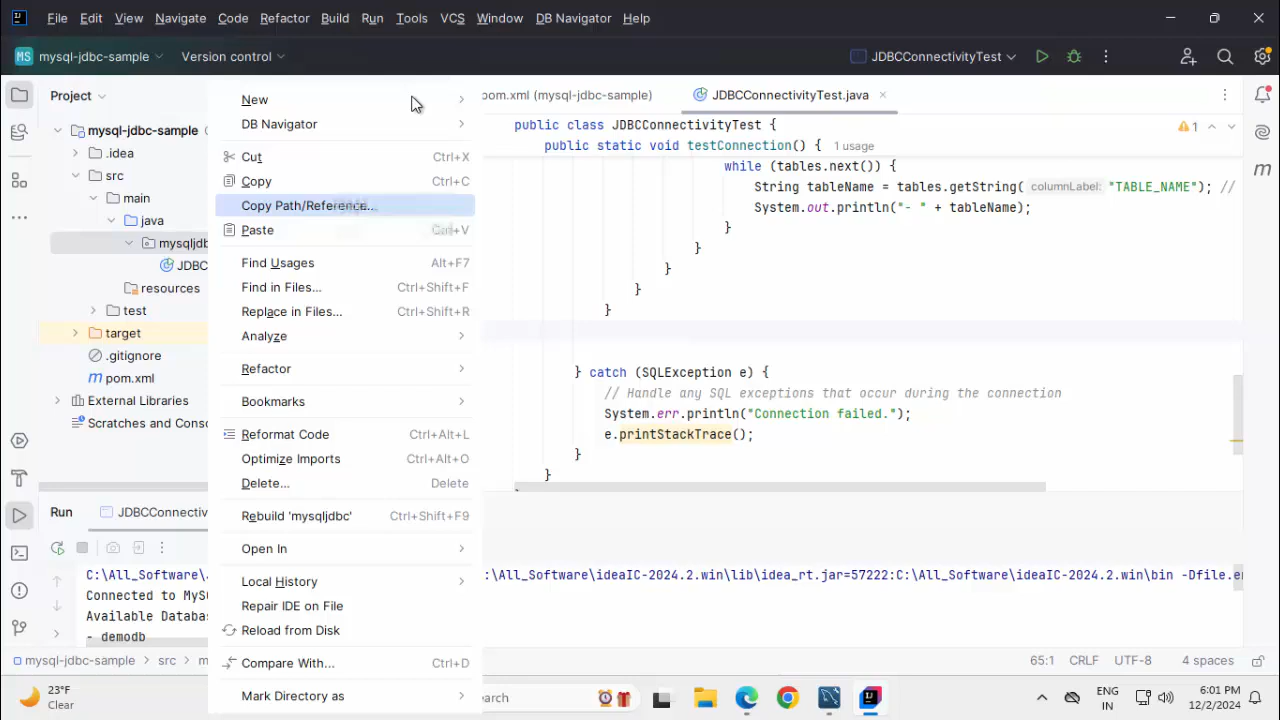 File Edit View Navigate Code Refactor Build Run Tools VCS Window DB Navigator Help
MS mysql-jdbc-sample Version control JDBCConnectivityTest
Project
mysql-jdbc-sample
.idea
src
main
java
mysqljdb
JDBC
resources
test
target
.gitignore
pom.xml
External Libraries
Scratches and Conso
New
DB Navigator
Cut Ctrl+X
Copy Ctrl+C
Copy Path/Reference...
Paste Ctrl+V
Find Usages Alt+F7
Find in Files... Ctrl+Shift+F
Replace in Files... Ctrl+Shift+R
Analyze
Refactor
Bookmarks
Reformat Code Ctrl+Alt+L
Optimize Imports Ctrl+Alt+O
Delete... Delete
Rebuild 'mysqljdbc' Ctrl+Shift+F9
Open In
Local History
Repair IDE on File
Reload from Disk
Compare With... Ctrl+D
Mark Directory as
pom.xml (mysql-jdbc-sample) JDBCConnectivityTest.java
public class JDBCConnectivityTest { 1
public static void testConnection() { 1 usage
while (tables.next()) {
String tableName = tables.getString( columnLabel: "TABLE_NAME"); //
System.out.println("- " + tableName);
}
}
}
}
}
} catch (SQLException e) {
// Handle any SQL exceptions that occur during the connection
System.err.println("Connection failed.");
e.printStackTrace();
}
}
Run JDBCConnectiv
C:\All_Software\ :C:\All_Software\ideaIC-2024.2.win\lib\idea_rt.jar=57222:C:\All_Software\ideaIC-2024.2.win\bin -Dfile.en
Connected to MyS
Available Databas
- demodb
mysql-jdbc-sample src m 65:1 CRLF UTF-8 4 spaces
23°F
Clear
earch
ENG
IN
6:01 PM
12/2/2024